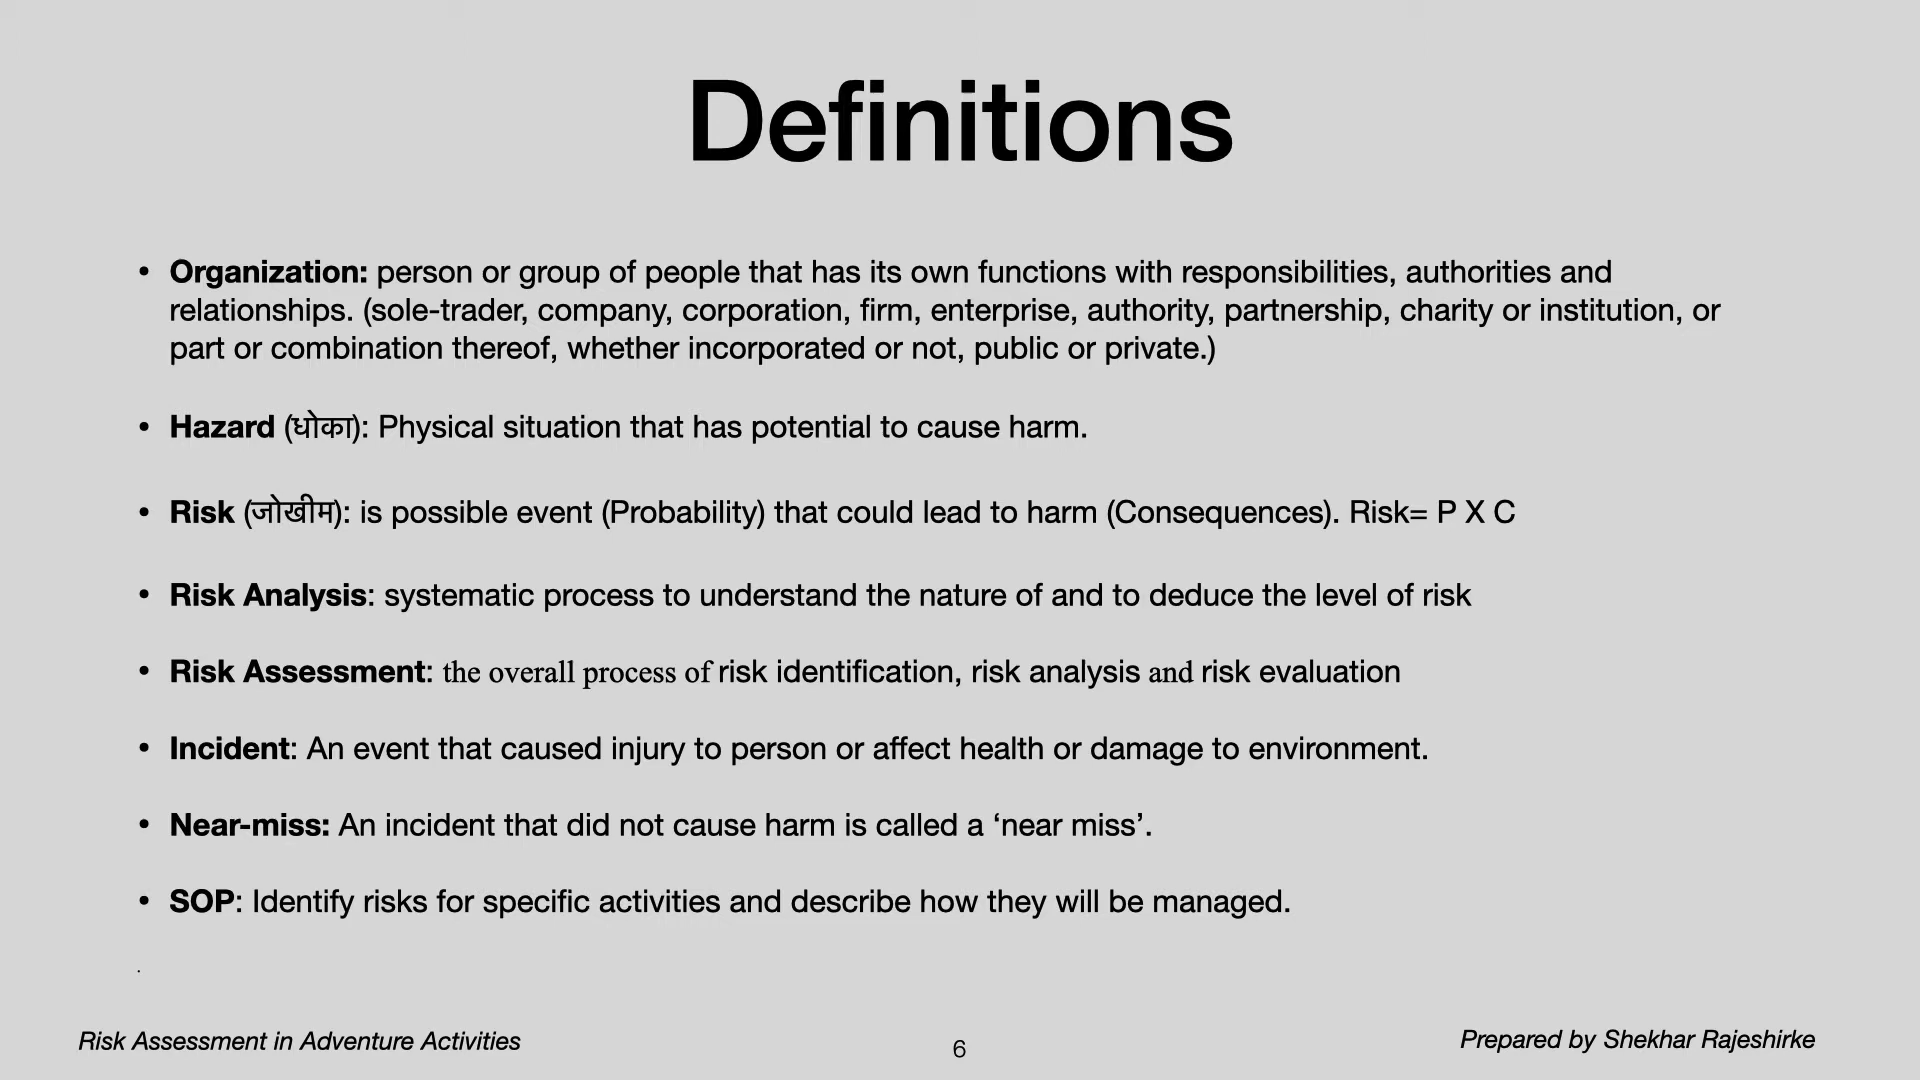 Definitions
• Organization: person or group of people that has its own functions with responsibilities, authorities and
relationships. (sole-trader, company, corporation, firm, enterprise, authority, partnership, charity or institution, or
part or combination thereof, whether incorporated or not, public or private.)
• Hazard (धोका): Physical situation that has potential to cause harm.
• Risk (जोखीम): is possible event (Probability) that could lead to harm (Consequences). Risk= P X C
• Risk Analysis: systematic process to understand the nature of and to deduce the level of risk
• Risk Assessment: the overall process of risk identification, risk analysis and risk evaluation
• Incident: An event that caused injury to person or affect health or damage to environment.
• Near-miss: An incident that did not cause harm is called a ‘near miss’.
• SOP: Identify risks for specific activities and describe how they will be managed.
.
Risk Assessment in Adventure Activities
6
Prepared by Shekhar Rajeshirke